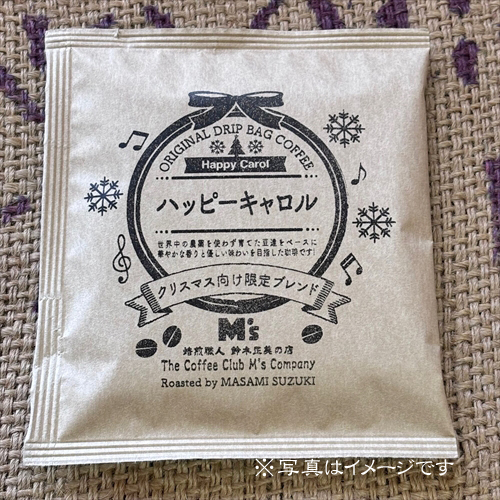 ORIGINAL DRIP BAG COFFEE
Happy Carol
ハッピーキャロル
世界中の農薬を使わず育てた豆達をベースに
華やかな香りと優しい味わいを目指した珈琲です!
クリスマス向け限定ブレンド
M's
焙煎職人 鈴木正美の店
The Coffee Club M's Company
Roasted by MASAMI SUZUKI
※写真はイメージです